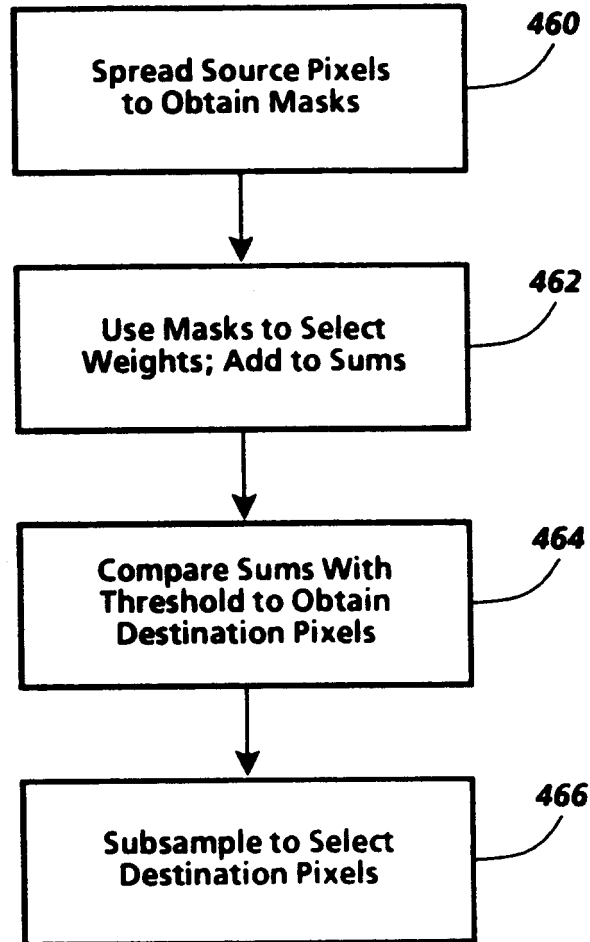 460
Spread Source Pixels
to Obtain Masks
462
Use Masks to Select
Weights; Add to Sums
464
Compare Sums With
Threshold to Obtain
Destination Pixels
466
Subsample to Select
Destination Pixels